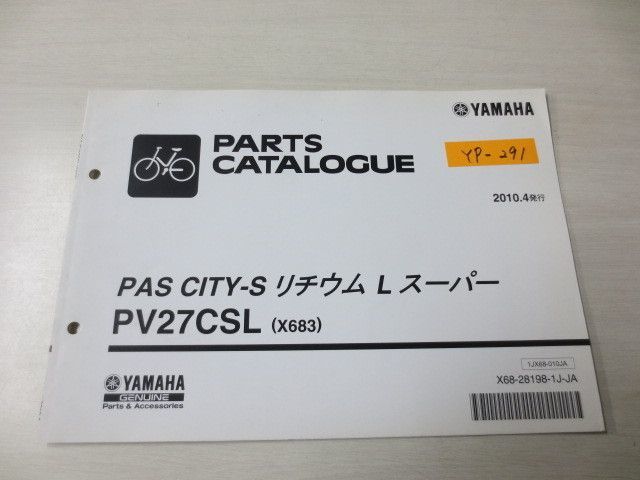 YAMAHA
PARTS
CATALOGUE
YP-291
2010.4発行
PAS CITY-S リチウム L スーパー
PV27CSL (X683)
1JX68-010JA
X68-28198-1J-JA
YAMAHA
GENUINE
Parts & Accessories